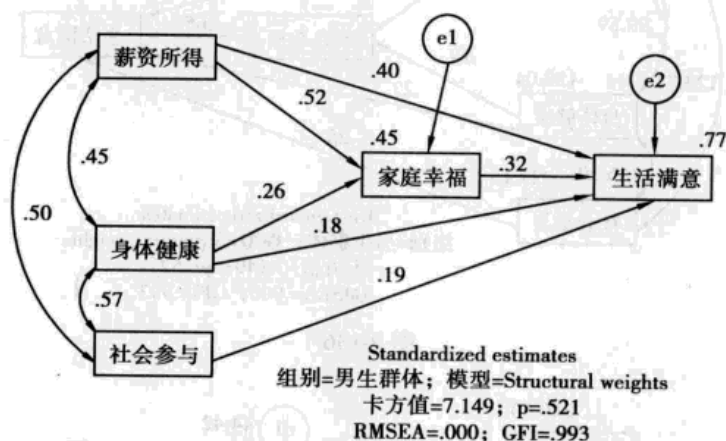 e1
薪资所得
.40
e2
.52
.45
.77
.45
家庭幸福
.32
生活满意
.50
.26
身体健康
.18
.57
.19
社会参与
Standardized estimates
组别=男生群体；模型=Structural weights
卡方值=7.149；p=.521
RMSEA=.000；GFI=.993